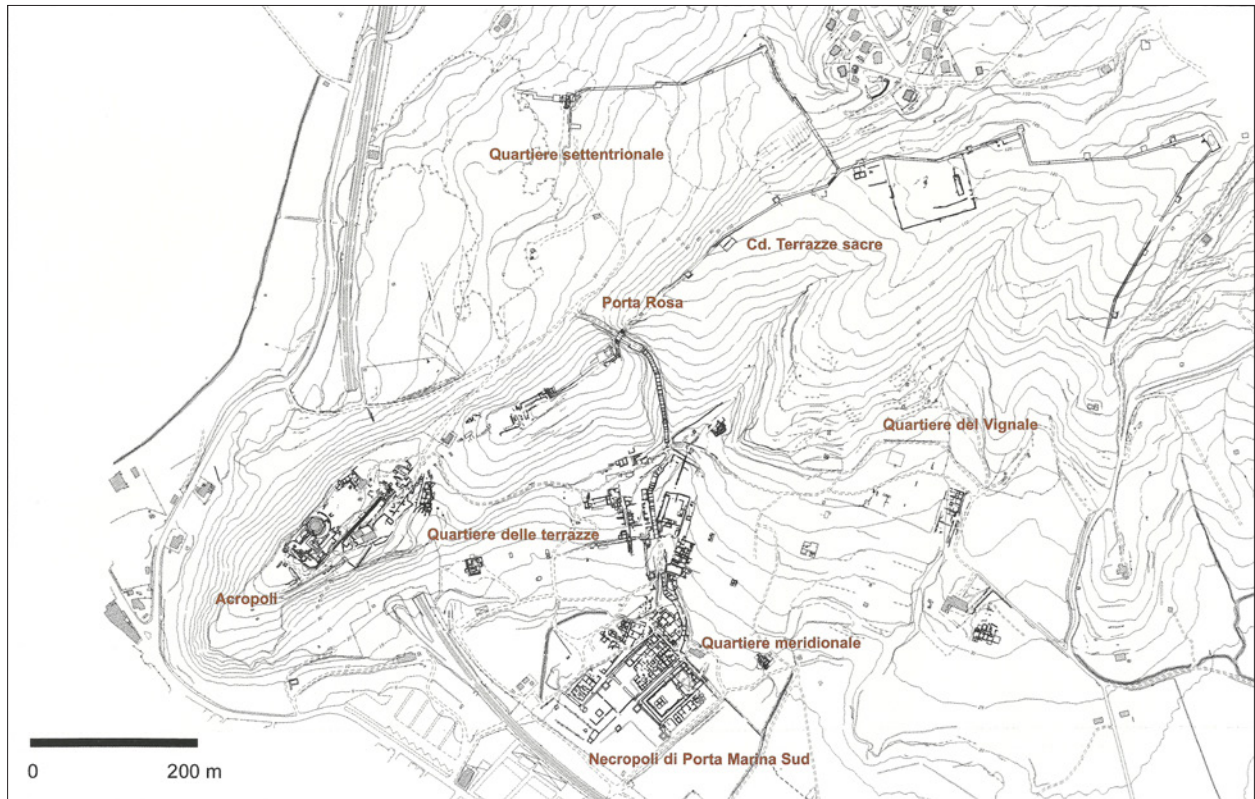 Quartiere settentrionale
Cd. Terrazze sacre
Porta Rosa
Quartiere del Vignale
Quartiere delle terrazze
Acropoli
Quartiere meridionale
Necropoli di Porta Marina Sud
0 200 m